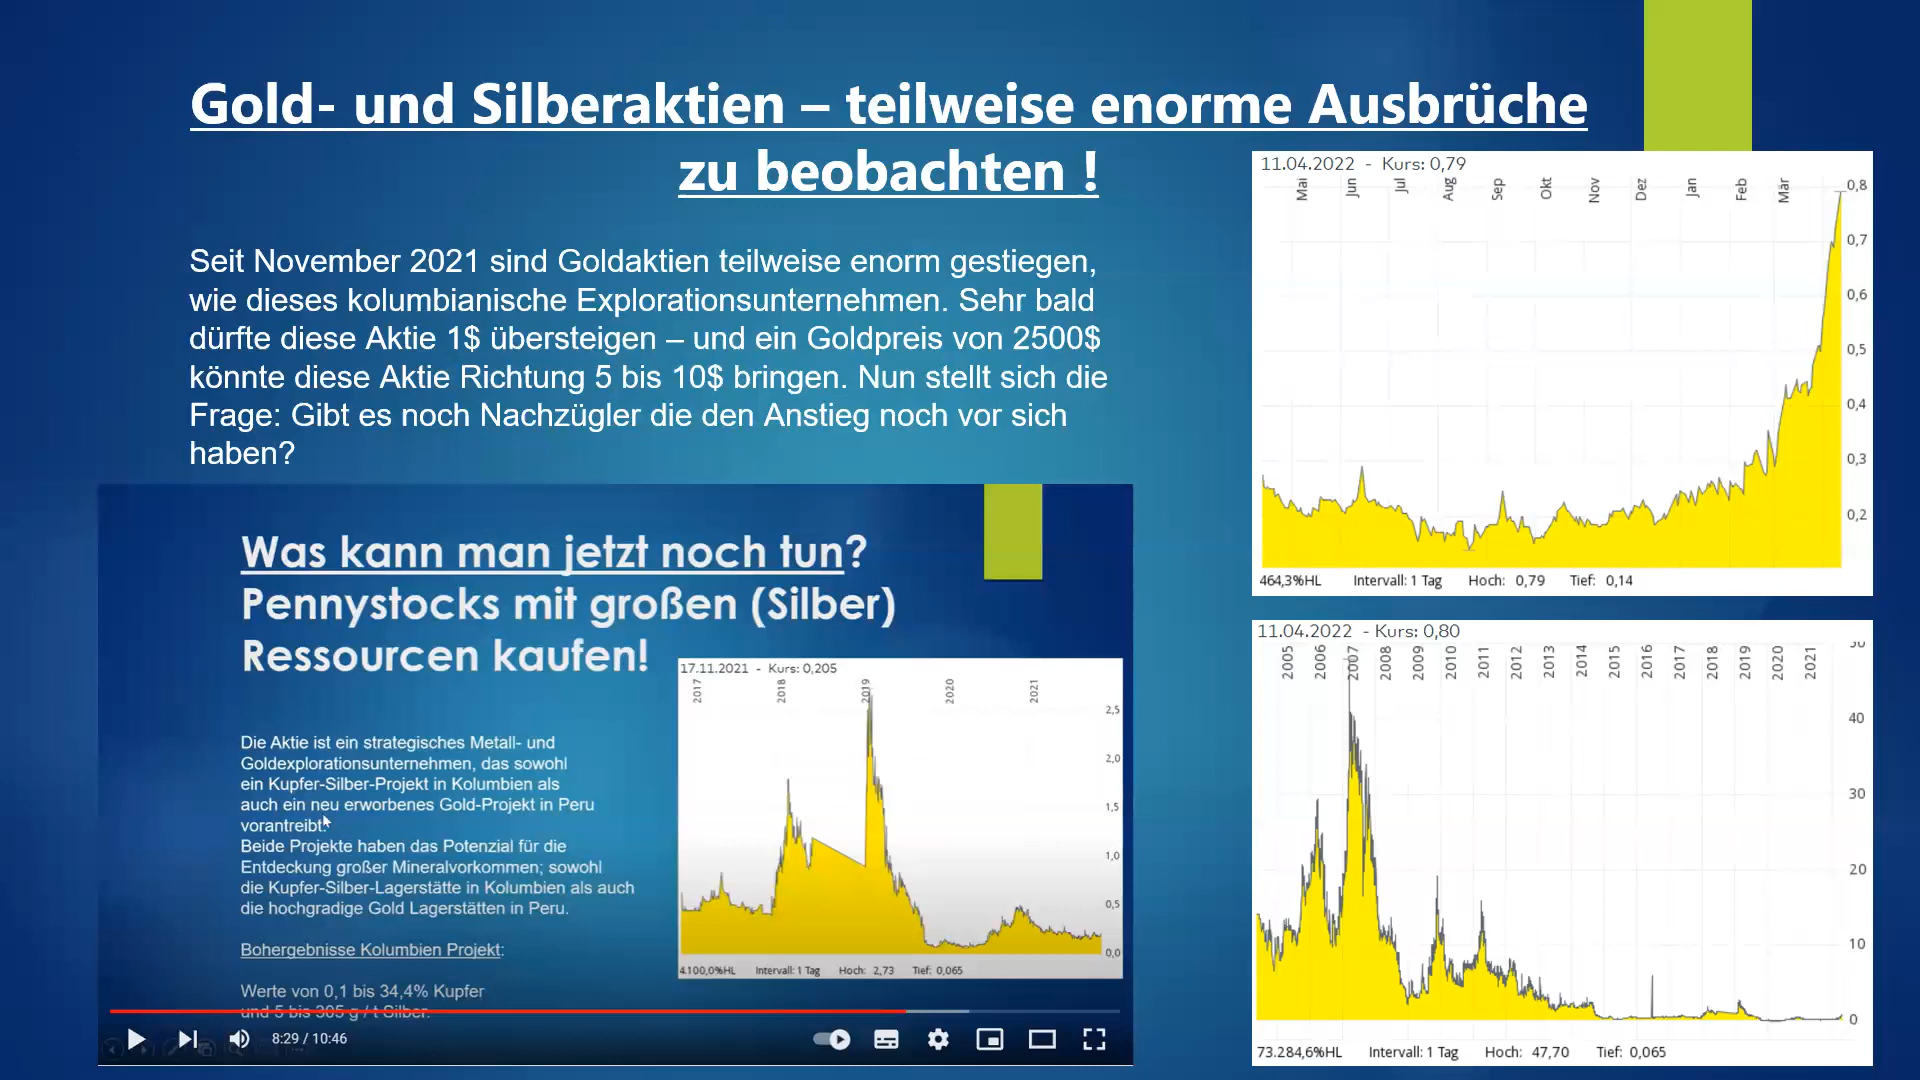 Gold- und Silberaktien – teilweise enorme Ausbrüche
zu beobachten !
Seit November 2021 sind Goldaktien teilweise enorm gestiegen,
wie dieses kolumbianische Explorationsunternehmen. Sehr bald
dürfte diese Aktie 1$ übersteigen – und ein Goldpreis von 2500$
könnte diese Aktie Richtung 5 bis 10$ bringen. Nun stellt sich die
Frage: Gibt es noch Nachzügler die den Anstieg noch vor sich
haben?
11.04.2022 - Kurs: 0,79
Mai Jun Jul Aug Sep Okt Nov Dez Jan Feb Mär
0,8
0,7
0,6
0,5
0,4
0,3
0,2
464,3%HL Intervall: 1 Tag Hoch: 0,79 Tief: 0,14
Was kann man jetzt noch tun?
Pennystocks mit großen (Silber)
Ressourcen kaufen!
Die Aktie ist ein strategisches Metall- und
Goldexplorationsunternehmen, das sowohl
ein Kupfer-Silber-Projekt in Kolumbien als
auch ein neu erworbenes Gold-Projekt in Peru
vorantreibt.
Beide Projekte haben das Potenzial für die
Entdeckung großer Mineralvorkommen; sowohl
die Kupfer-Silber-Lagerstätte in Kolumbien als auch
die hochgradige Gold Lagerstätten in Peru.
Bohergebnisse Kolumbien Projekt:
Werte von 0,1 bis 34,4% Kupfer
und 5 bis 305 g / t Silber.
17.11.2021 - Kurs: 0,205
2017 2018 2019 2020 2021
2,5
2,0
1,5
1,0
0,5
0,0
4.100,0%HL Intervall: 1 Tag Hoch: 2,73 Tief: 0,065
8:29 / 10:46
11.04.2022 - Kurs: 0,80
2005 2006 2007 2008 2009 2010 2011 2012 2013 2014 2015 2016 2017 2018 2019 2020 2021
50
40
30
20
10
0
73.284,6%HL Intervall: 1 Tag Hoch: 47,70 Tief: 0,065